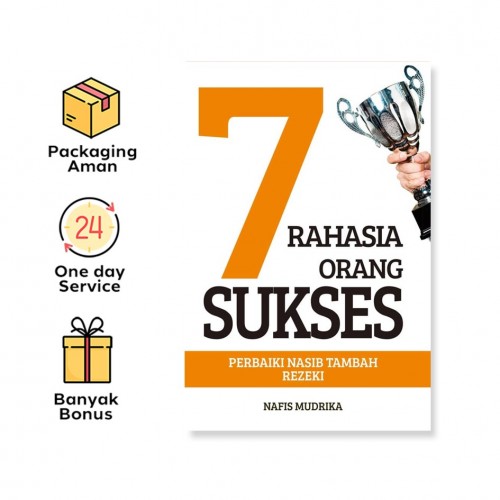 Packaging
Aman
24
One day
Service
Banyak
Bonus
7
RAHASIA
ORANG
SUKSES
PERBAIKI NASIB TAMBAH
REZEKI
NAFIS MUDRIKA